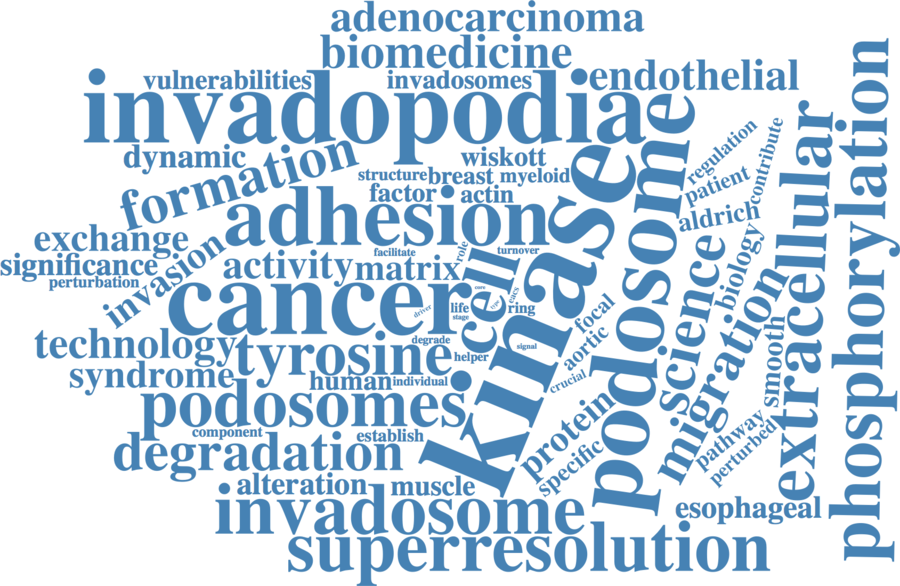 adenocarcinoma
biomedicine
vulnerabilities
invadosomes
endothelial
invadopodia
dynamic
wiskott
formation
structure
breast
myeloid
factor
actin
regulation
contribute
patient
aldrich
adhesion
exchange
significance
perturbation
invasion
facilitate
role
turnover
activity
matrix
cell
kinase
podosome
science
biology
extracellular
phosphorylation
cancer
driver
life
stage
core
type
eacs
ring
focal
migration
smooth
technology
tyrosine
degrade
helper
signal
aortic
crucial
syndrome
human
individual
podosomes
protein
pathway
perturbed
component
establish
degradation
specific
alteration
muscle
invadosome
esophageal
superresolution